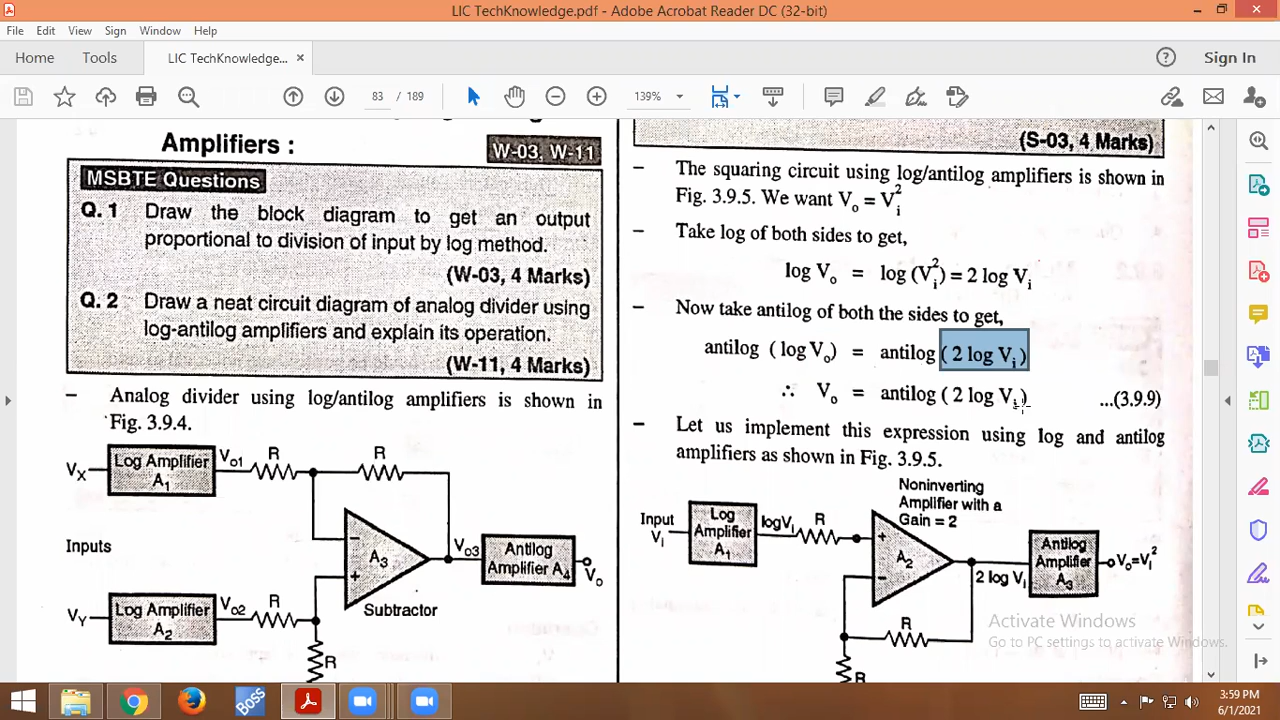 LIC TechKnowledge.pdf - Adobe Acrobat Reader DC (32-bit)
File Edit View Sign Window Help
Home Tools LIC TechKnowledge... × Sign In
83 / 189 139%
Amplifiers :
W-03, W-11
MSBTE Questions
Q. 1 Draw the block diagram to get an output
proportional to division of input by log method.
(W-03, 4 Marks)
Q. 2 Draw a neat circuit diagram of analog divider using
log-antilog amplifiers and explain its operation.
(W-11, 4 Marks)
– Analog divider using log/antilog amplifiers is shown in
Fig. 3.9.4.
VX
Log Amplifier
A1
Vo1
R
R
Inputs
A3
Vo3
Antilog
Amplifier A4
Vo
Subtractor
VY
Log Amplifier
A2
Vo2
R
R
(S-03, 4 Marks)
– The squaring circuit using log/antilog amplifiers is shown in
Fig. 3.9.5. We want Vo = Vi²
– Take log of both sides to get,
log Vo = log (Vi²) = 2 log Vi
– Now take antilog of both the sides to get,
antilog ( log Vo ) = antilog ( 2 log Vi )
∴ Vo = antilog ( 2 log Vi ) ...(3.9.9)
– Let us implement this expression using log and antilog
amplifiers as shown in Fig. 3.9.5.
Noninverting
Amplifier with a
Gain = 2
Input
Vi
Log
Amplifier
A1
logVi
R
A2
2 log Vi
Antilog
Amplifier
A3
Vo=Vi²
R
R
Activate Windows
Go to PC settings to activate Windows.
BOSS
3:59 PM
6/1/2021